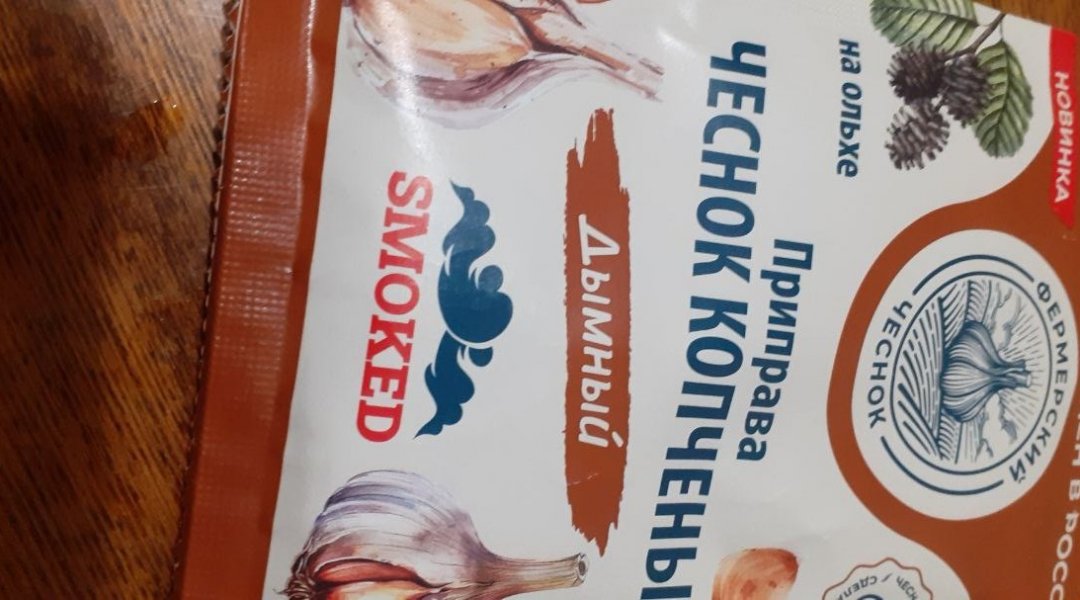 НОВИНКА
ФЕРМЕРСКИЙ
ЧЕСНОК
на ольхе
Приправа
ЧЕСНОК КОПЧЕНЫ
Дымный
SMOKED